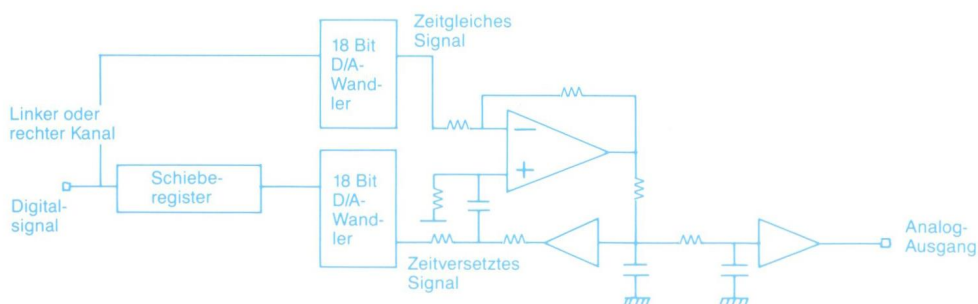 Zeitgleiches
Signal
18 Bit
D/A-
Wand-
ler
Linker oder
rechter Kanal
Schiebe-
register
18 Bit
D/A-
Wand-
ler
Digital-
signal
Zeitversetztes
Signal
Analog-
Ausgang
−
+